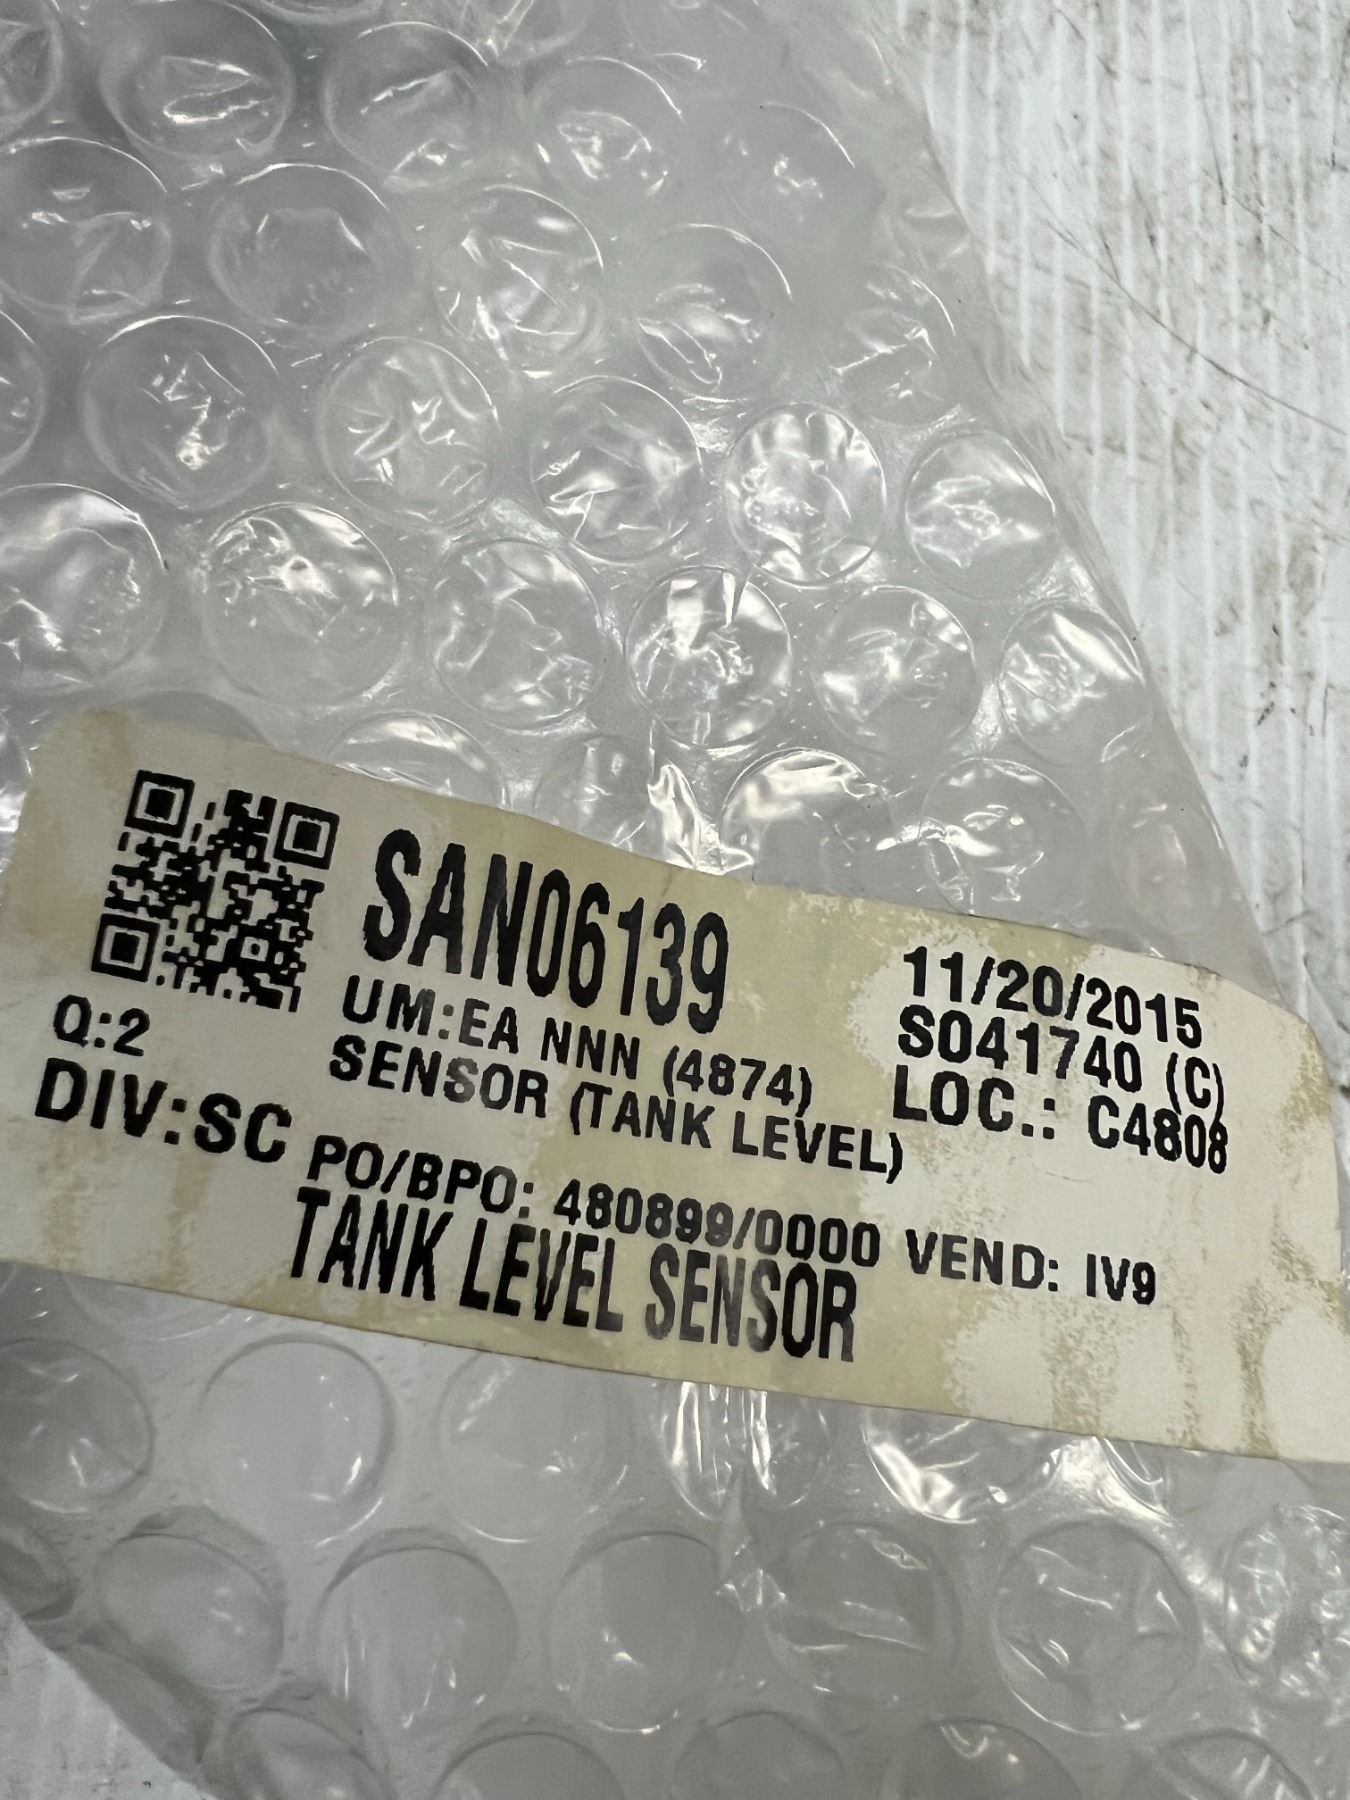 SAN06139
11/20/2015
UM:EA NNN (4874)
SO41740 (C)
Q:2
SENSOR (TANK LEVEL)
LOC.: C4808
DIV:SC
PO/BPO: 480899/0000 VEND: IV9
TANK LEVEL SENSOR